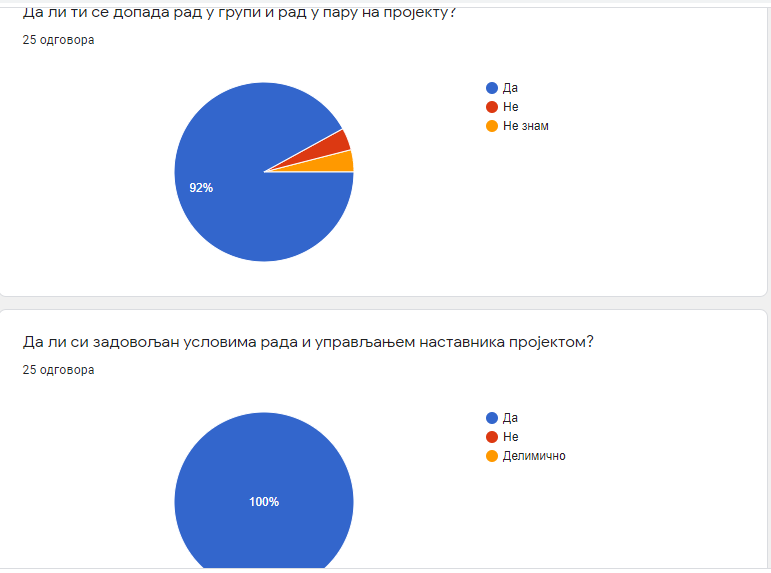 Да ли ти се допада рад у групи и рад у пару на пројекту?
25 одговора
Да
Не
Не знам
92%
Да ли си задовољан условима рада и управљањем наставника пројектом?
25 одговора
Да
Не
Делимично
100%